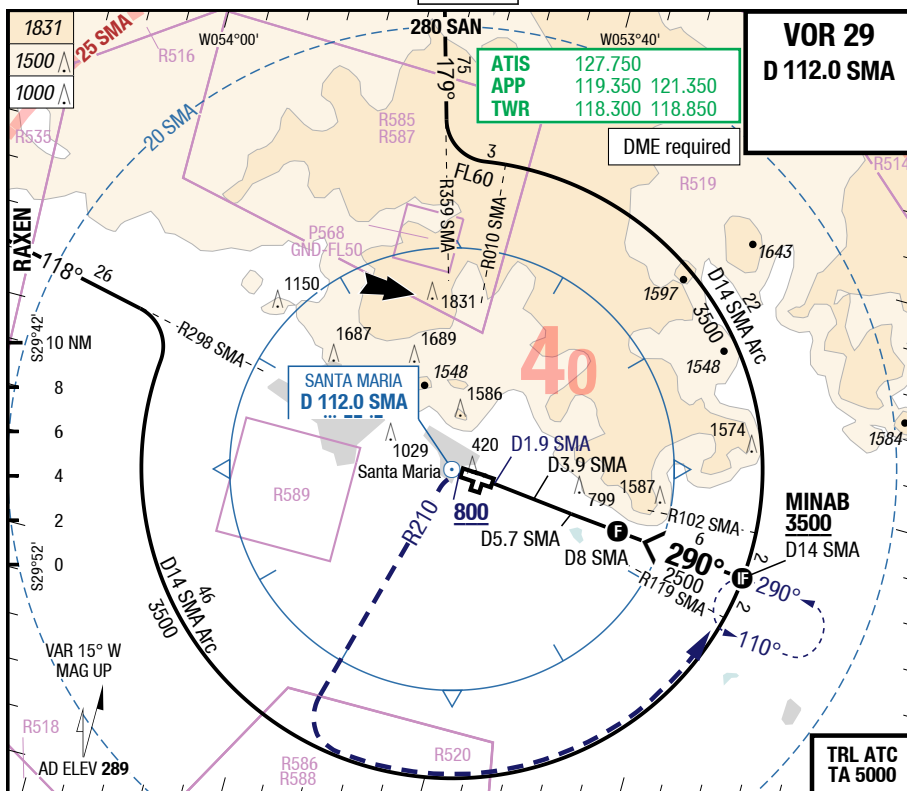 1831
1500
1000
25 SMA
R516
W054°00'
280 SAN
75
179°
W053°40'
ATIS 127.750
APP 119.350 121.350
TWR 118.300 118.850
VOR 29
D 112.0 SMA
DME required
R535
20 SMA
R585
R587
3
FL60
R519
R514
R359 SMA
R010 SMA
P568
GND-FL50
RAXEN
118°
26
1150
1831
1643
1597
D14 SMA Arc
22
3500
S29°42'
10 NM
R298 SMA
1687
1689
1548
1548
40
8
SANTA MARIA
D 112.0 SMA
1586
6
1029
420
D1.9 SMA
1574
1584
4
Santa Maria
D3.9 SMA
R589
799
1587
800
R210
R102 SMA
MINAB
3500
2
D5.7 SMA
F
6
2
D14 SMA
S29°52'
0
D8 SMA
290°
2500
IF
290°
R119 SMA
2
110°
D14 SMA Arc
46
3500
VAR 15° W
MAG UP
R518
AD ELEV 289
R586
R588
R520
TRL ATC
TA 5000